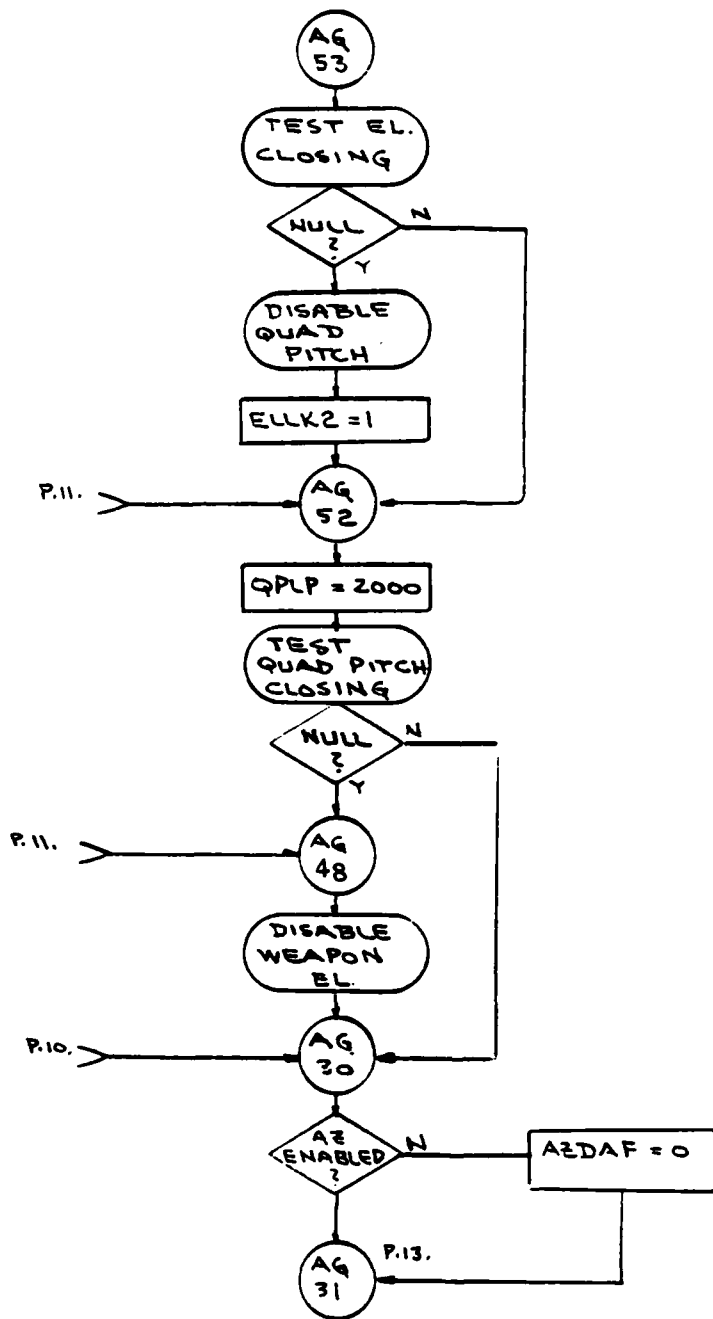 AG
53
TEST EL.
CLOSING
NULL
?
N
Y
DISABLE
QUAD
PITCH
ELLK2 = 1
P.11.
AG
52
QPLP = 2000
TEST
QUAD PITCH
CLOSING
NULL
?
N
Y
P.11.
AG
48
DISABLE
WEAPON
EL.
P.10.
AG
30
AZ
ENABLED
?
N
AZDAF = 0
P.13.
AG
31